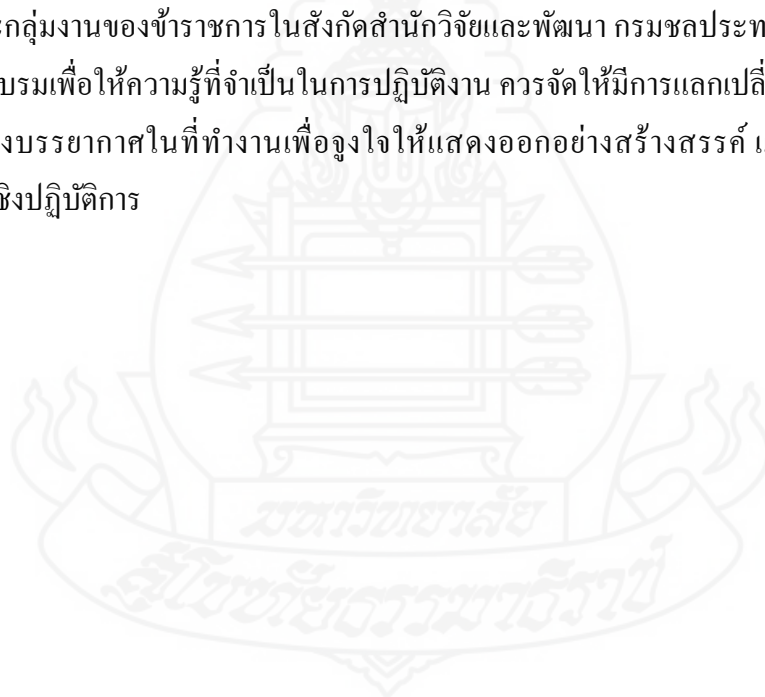 ะกลุ่มงานของข้าราชการในสังกัดสำนักวิจัยและพัฒนา กรมชลประท
บรมเพื่อให้ความรู้ที่จำเป็นในการปฏิบัติงาน ควรจัดให้มีการแลกเปลี่
งบรรยากาศในที่ทำงานเพื่อจูงใจให้แสดงออกอย่างสร้างสรรค์ เ
ชิงปฏิบัติการ
มหาวิทยาลัย
สุโขทัยธรรมาธิราช